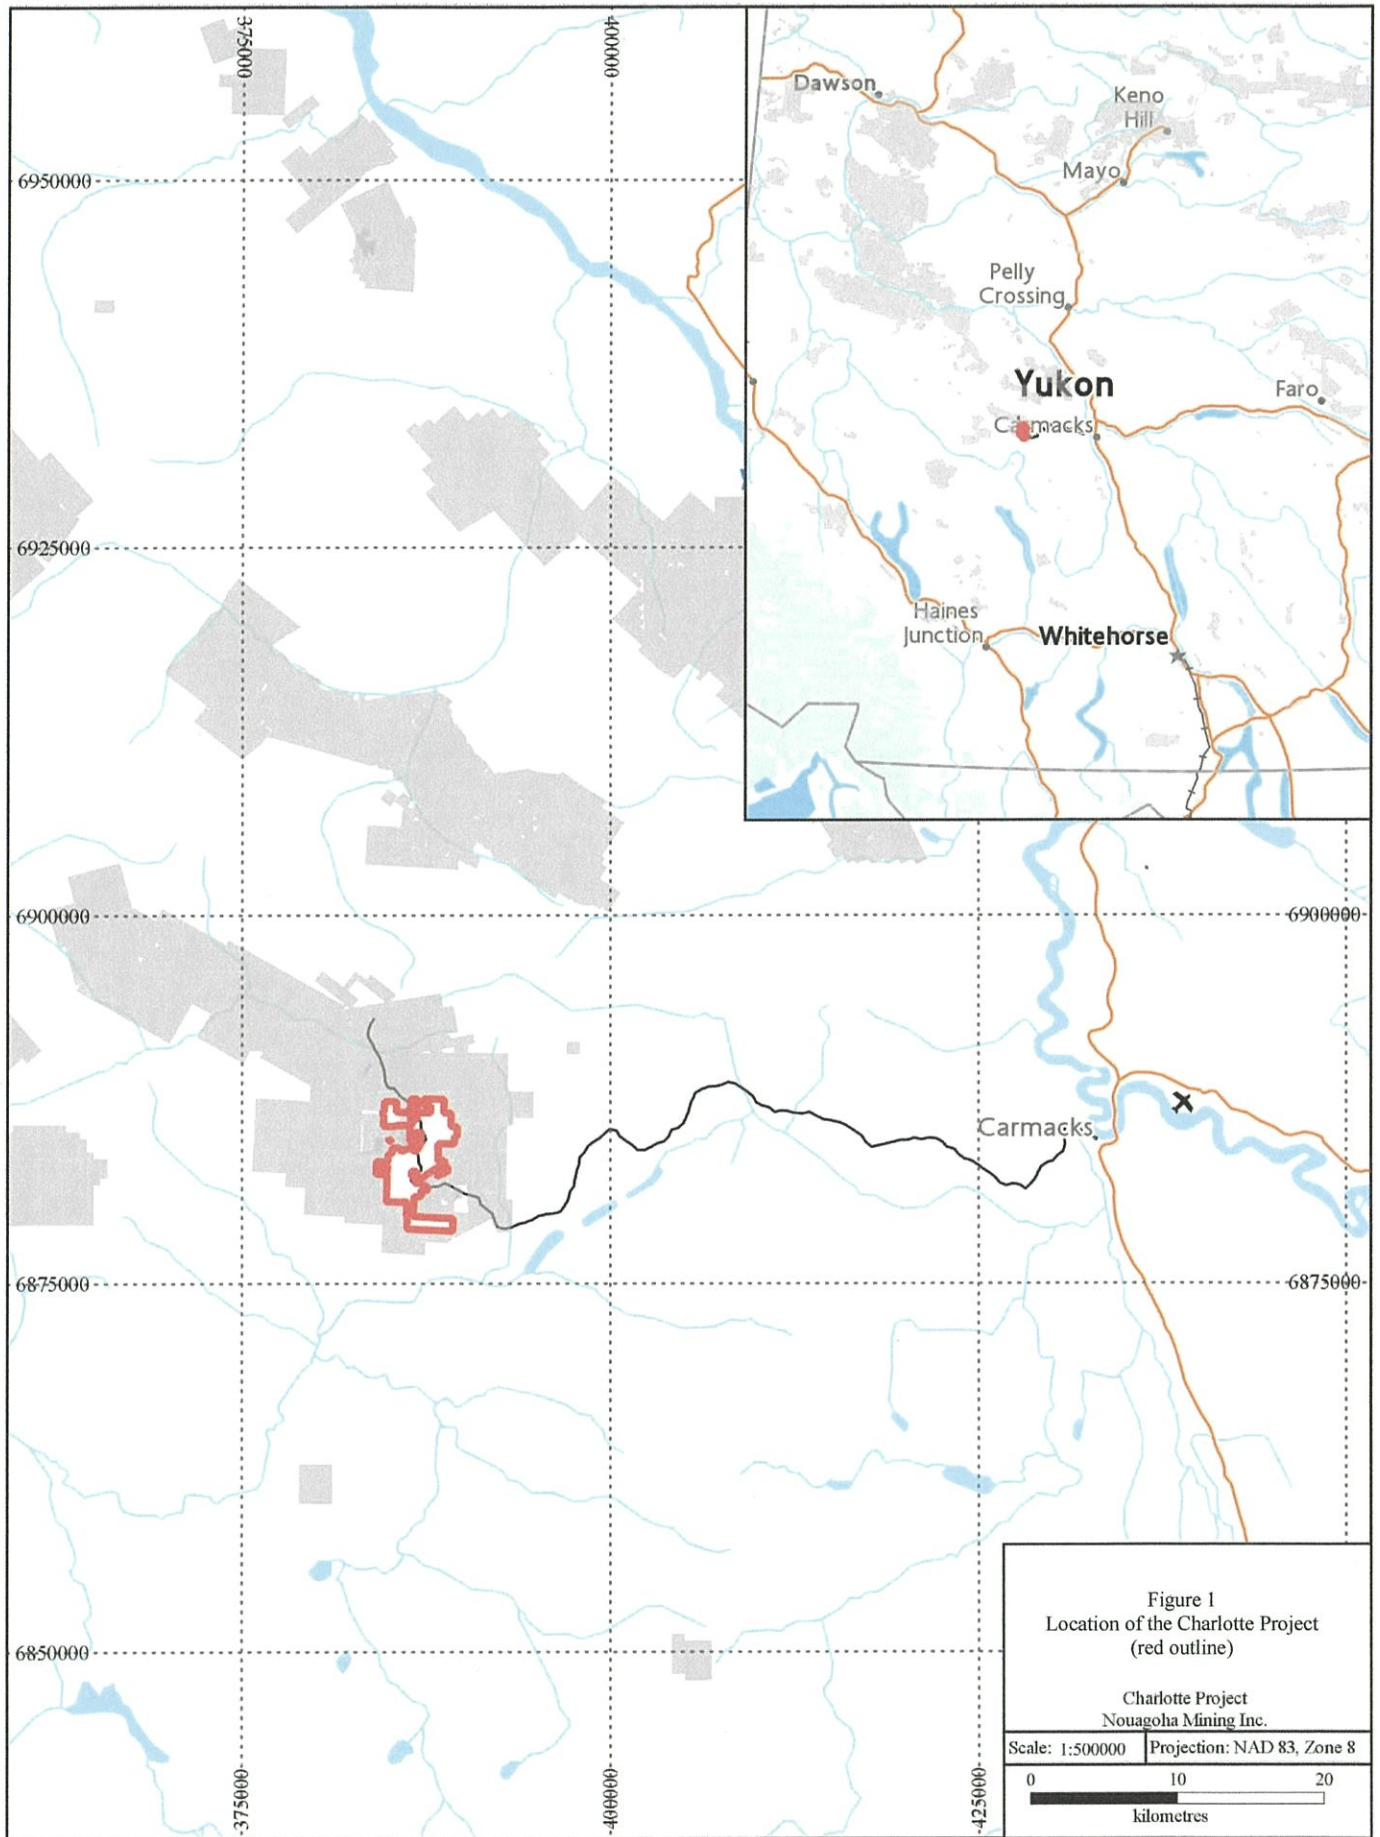 375000
400000
Dawson
Keno
Hill
6950000
Mayo
Pelly
Crossing
Yukon
Faro
Carmacks
6925000
Haines
Junction
Whitehorse
6900000
6900000
Carmacks
6875000
6875000
6850000
375000
400000
425000
Figure 1
Location of the Charlotte Project
(red outline)
Charlotte Project
Nouagoha Mining Inc.
Scale: 1:500000
Projection: NAD 83, Zone 8
0 10 20
kilometres